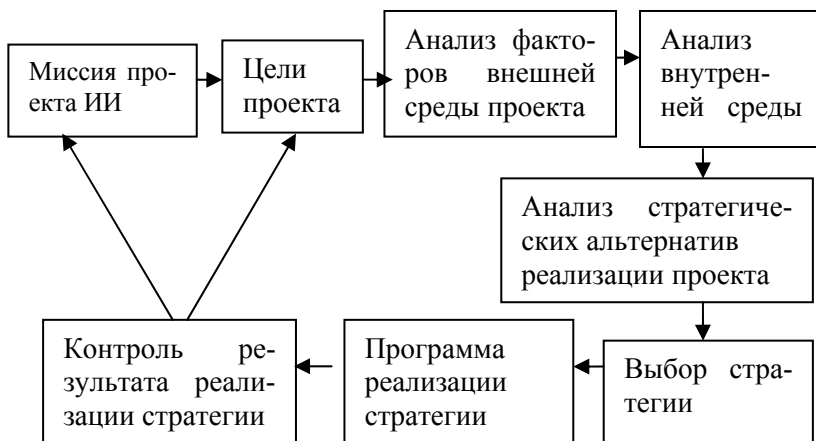 Миссия про-
екта ИИ
Цели
проекта
Анализ факто-
ров внешней
среды проекта
Анализ
внутрен-
ней среды
Анализ стратегиче-
ских альтернатив
реализации проекта
Выбор стра-
тегии
Программа
реализации
стратегии
Контроль ре-
зультата реали-
зации стратегии